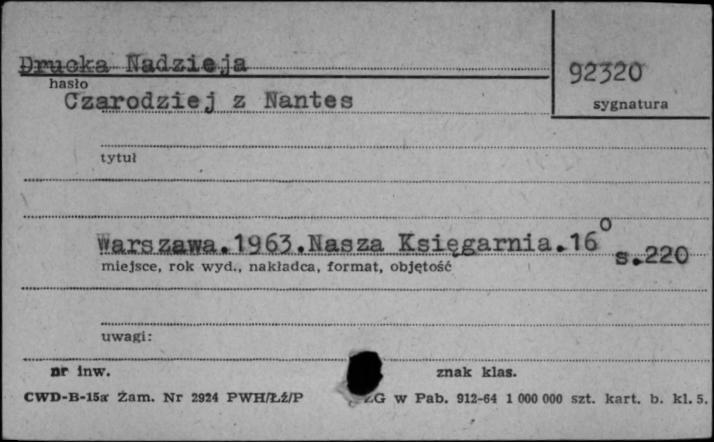 Drucka Nadzieja
92320
hasło
sygnatura
Czarodziej z Nantes
tytuł
Warszawa.1963.Nasza Księgarnia.16° s.220
miejsce, rok wyd., nakładca, format, objętość
uwagi:
nr inw.
znak klas.
CWD-B-15a Zam. Nr 2924 PWH/Łź/P ZG w Pab. 912-64 1 000 000 szt. kart. b. kl. 5.